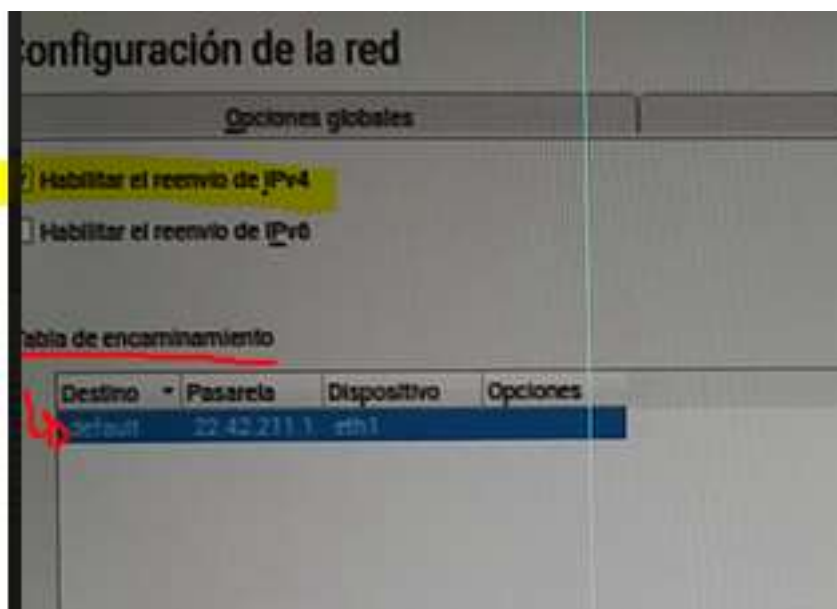 onfiguración de la red
Opciones globales
Habilitar el reenvío de IPv4
Habilitar el reenvío de IPv6
abla de encaminamiento
Destino Pasarela Dispositivo Opciones
default 22.42.211.1 eth1